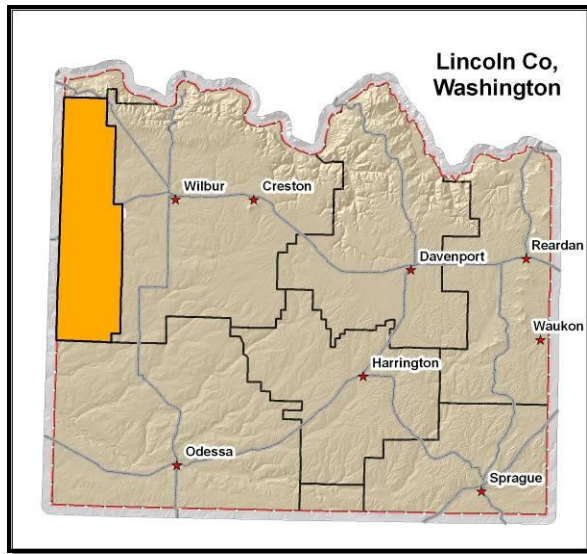 Lincoln Co,
Washington
Wilbur
Creston
Reardan
Davenport
Waukon
Harrington
Odessa
Sprague